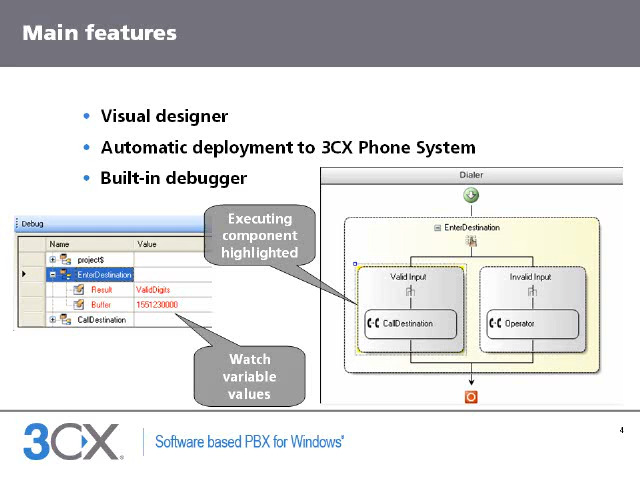 Main features
• Visual designer
• Automatic deployment to 3CX Phone System
• Built-in debugger
Dialer
Executing
component
highlighted
EnterDestination
Debug
Name Value
project$
EnterDestination
Result ValidDigits
Buffer 1551230000
CallDestination
Valid Input
Invalid Input
CallDestination
Operator
Watch
variable
values
4
3CX®
Software based PBX for Windows®